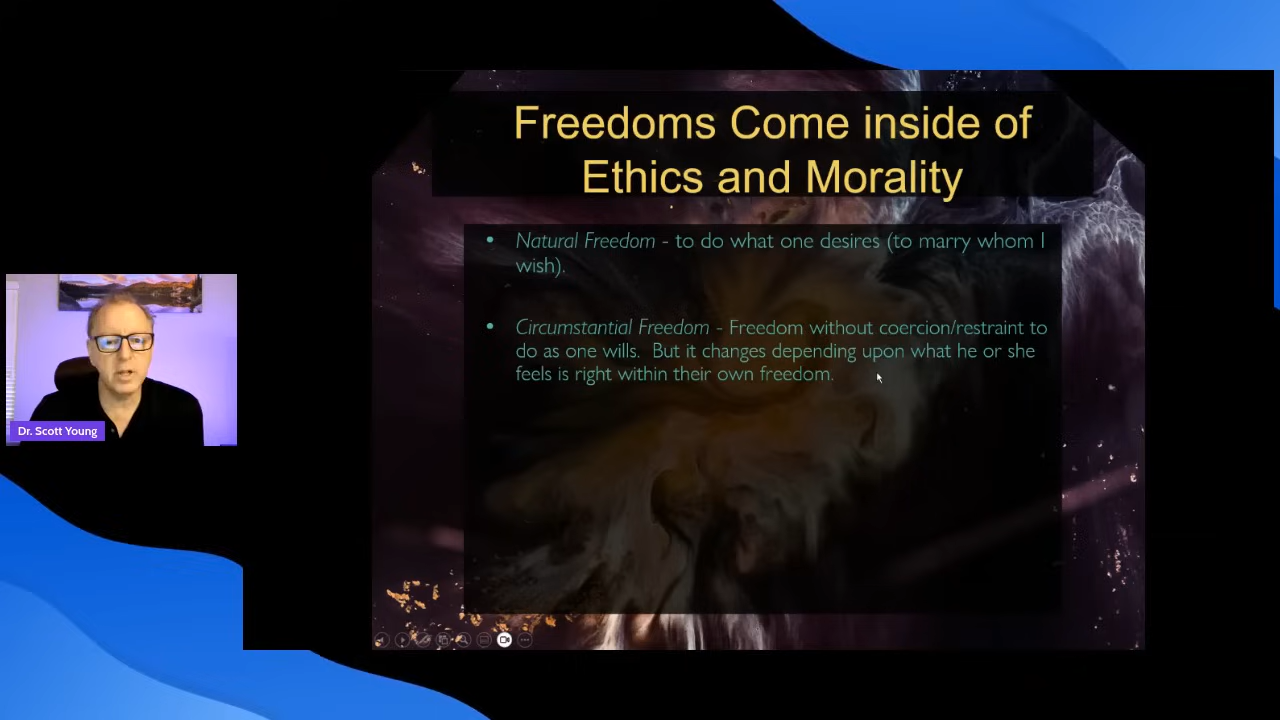 Freedoms Come inside of
Ethics and Morality
• Natural Freedom - to do what one desires (to marry whom I
wish).
• Circumstantial Freedom - Freedom without coercion/restraint to
do as one wills. But it changes depending upon what he or she
feels is right within their own freedom.
Dr. Scott Young